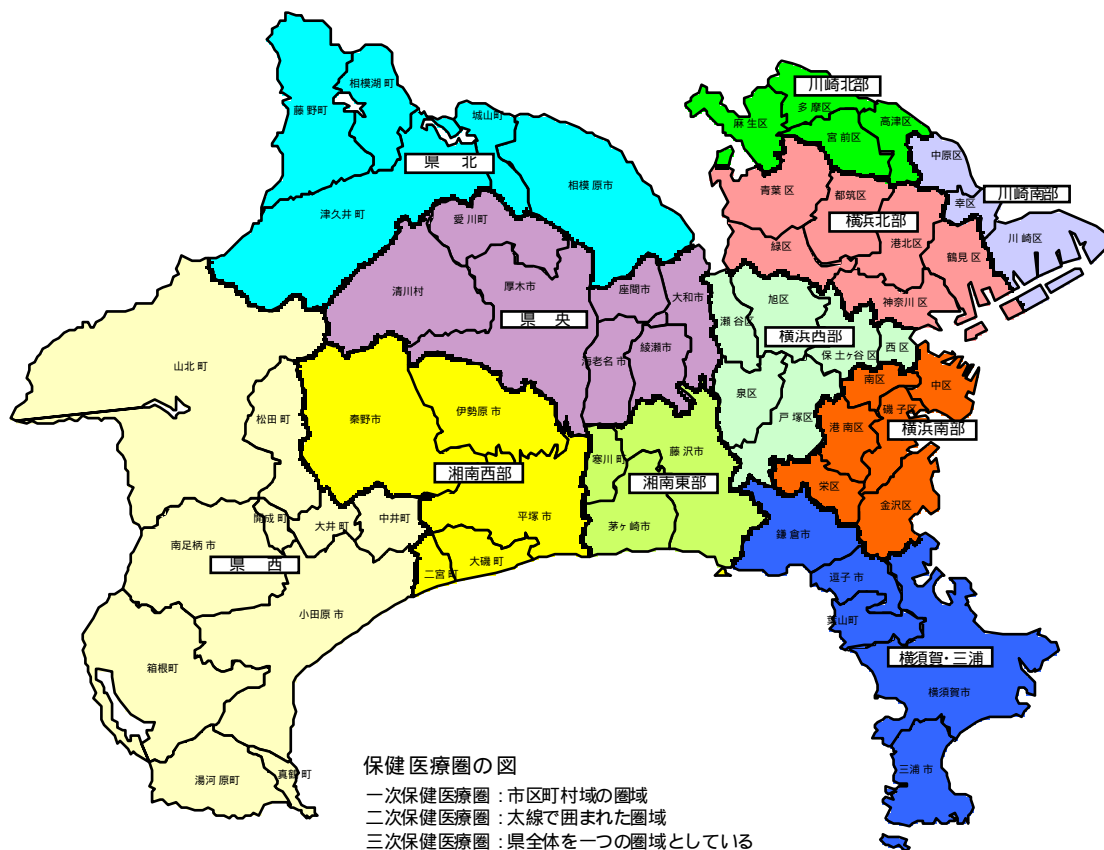 川崎北部
相模湖町
藤野町
城山町
多摩区
麻生区
高津区
宮前区
県北
中原区
相模原市
青葉区
都筑区
川崎南部
幸区
津久井町
愛川町
横浜北部
川崎区
緑区
港北区
鶴見区
清川村
厚木市
座間市
大和市
旭区
神奈川区
県央
瀬谷区
横浜西部
綾瀬市
海老名市
保土ヶ谷区
西区
山北町
泉区
南区
中区
松田町
秦野市
伊勢原市
戸塚区
磯子区
港南区
横浜南部
寒川町
藤沢市
湘南西部
湘南東部
栄区
金沢区
開成町
大井町
中井町
平塚市
茅ヶ崎市
鎌倉市
南足柄市
県西
大磯町
二宮町
逗子市
小田原市
葉山町
箱根町
横須賀・三浦
横須賀市
湯河原町
真鶴町
三浦市
保健医療圏の図
一次保健医療圏：市区町村域の圏域
二次保健医療圏：太線で囲まれた圏域
三次保健医療圏：県全体を一つの圏域としている